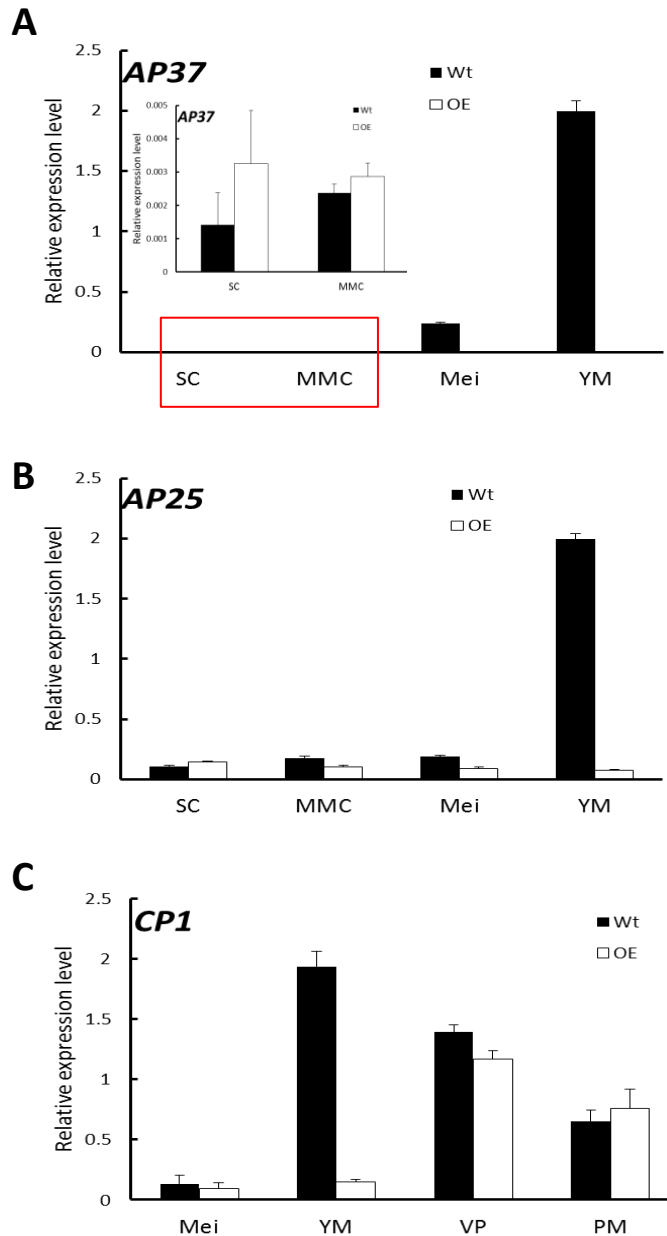 A
AP37
Wt
OE
Relative expression level
2.5
2
1.5
1
0.5
0
AP37
Wt
OE
Relative expression level
0.005
0.004
0.003
0.002
0.001
0
SC MMC
SC MMC Mei YM
B
AP25
Wt
OE
Relative expression level
2.5
2
1.5
1
0.5
0
SC MMC Mei YM
C
CP1
Wt
OE
Relative expression level
2.5
2
1.5
1
0.5
0
Mei YM VP PM